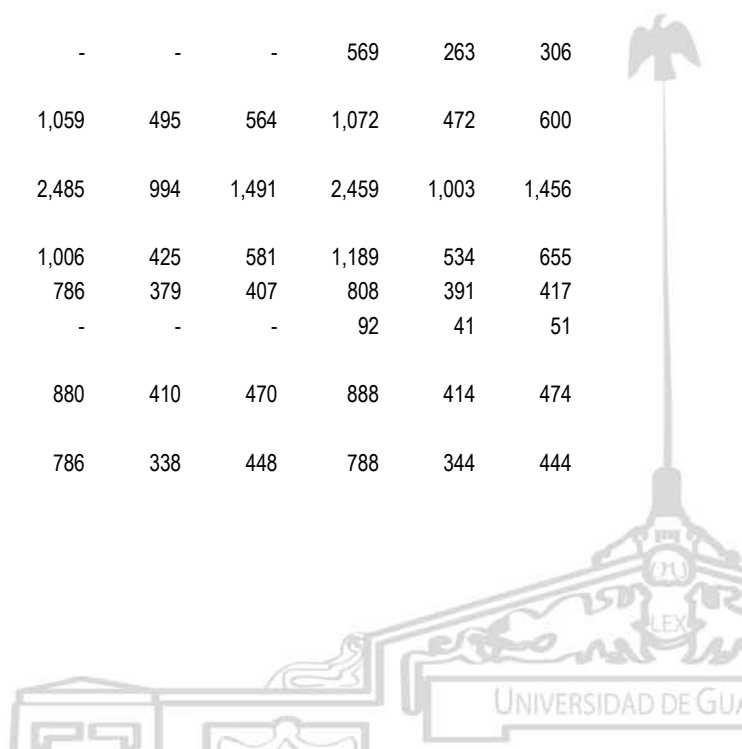 - - - 569 263 306
1,059 495 564 1,072 472 600
2,485 994 1,491 2,459 1,003 1,456
1,006 425 581 1,189 534 655
786 379 407 808 391 417
- - - 92 41 51
880 410 470 888 414 474
786 338 448 788 344 444
LEX
UNIVERSIDAD DE